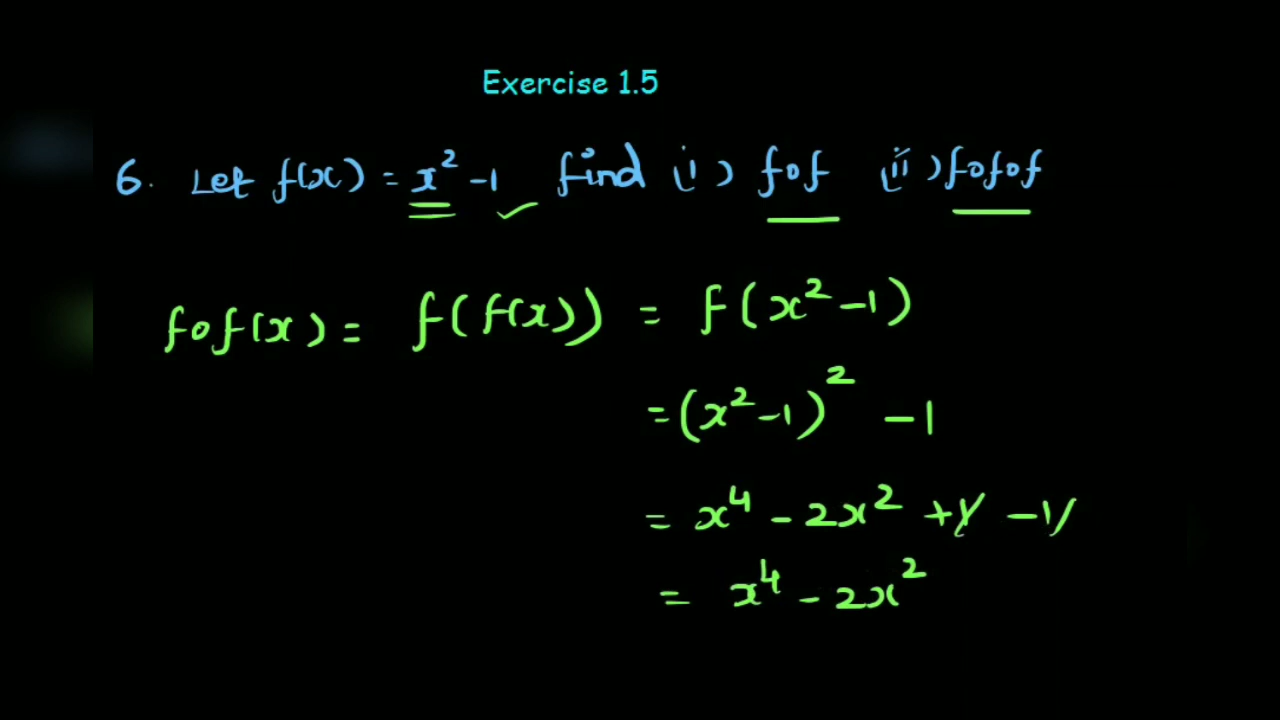 Exercise 1.5
6. Let f(x) = x² -1 find (i) fof (ii) fofof
fof(x) = f(f(x)) = f(x² -1)
= (x² -1)² -1
= x⁴ - 2x² + 1 - 1
= x⁴ - 2x²